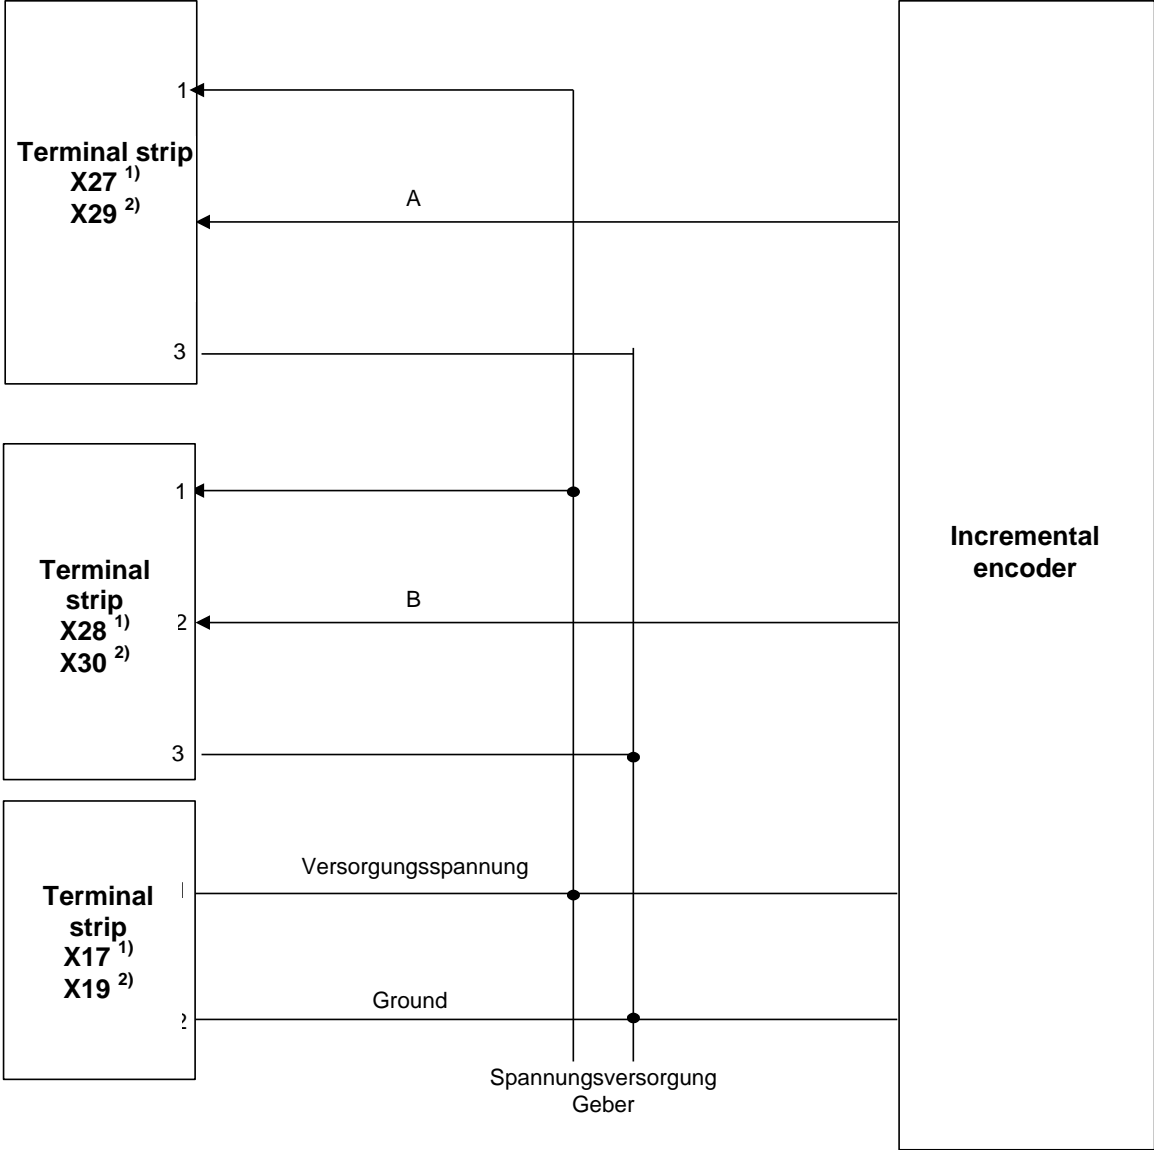 1
Terminal strip
X27 1)
X29 2)
A
3
1
Terminal
strip
X28 1)
X30 2)
B
2
3
Incremental
encoder
Versorgungsspannung
Terminal
strip
X17 1)
X19 2)
Ground
2
Spannungsversorgung
Geber